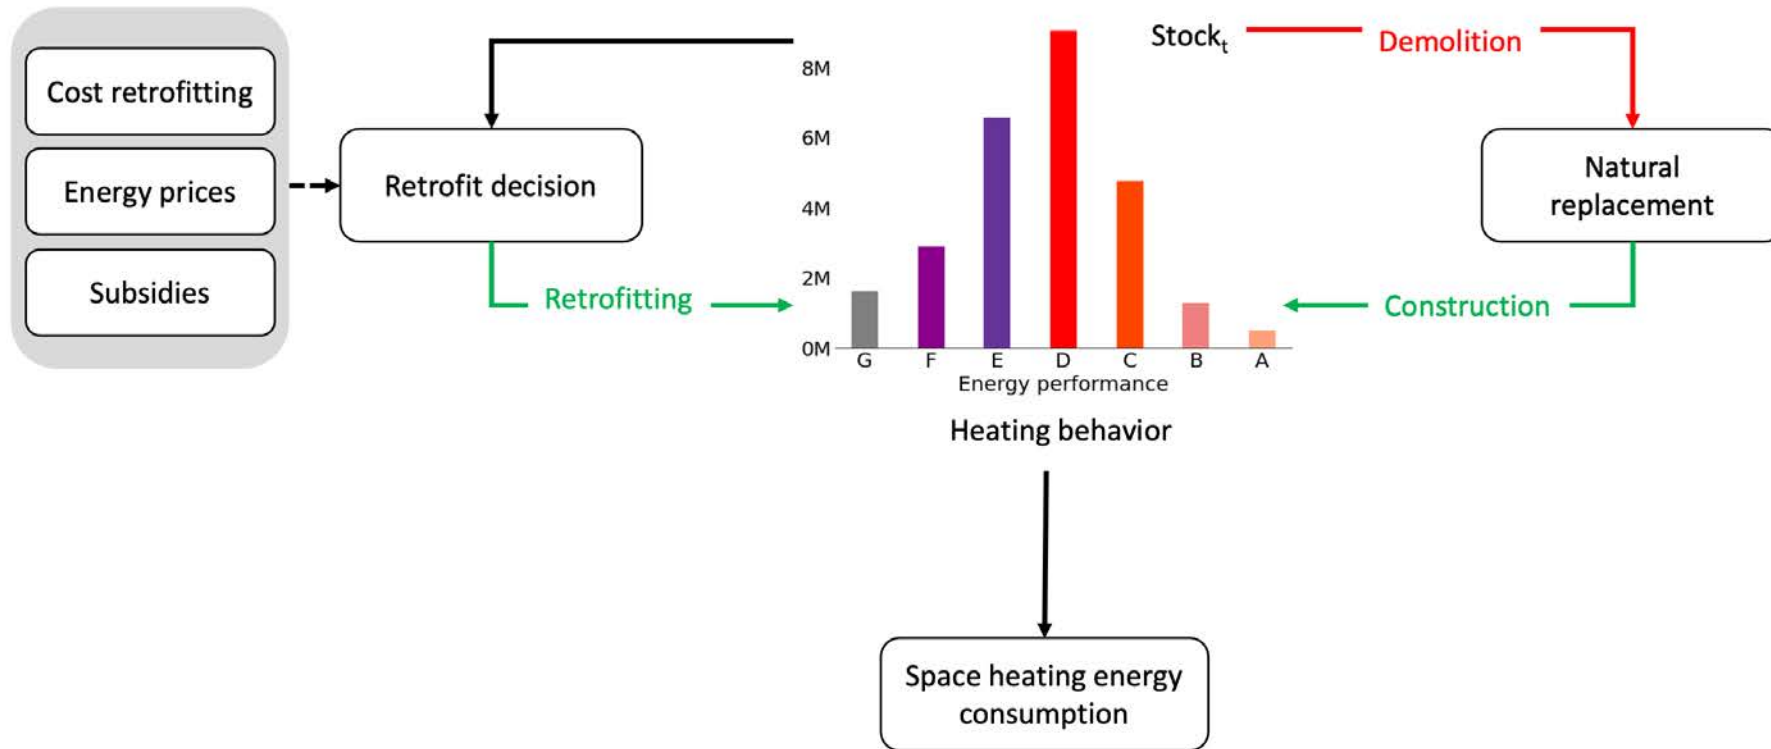 Cost retrofitting
Energy prices
Subsidies
Retrofit decision
Retrofitting
8M
6M
4M
2M
0M
G F E D C B A
Energy performance
Heating behavior
Stockₜ
Demolition
Natural
replacement
Construction
Space heating energy
consumption